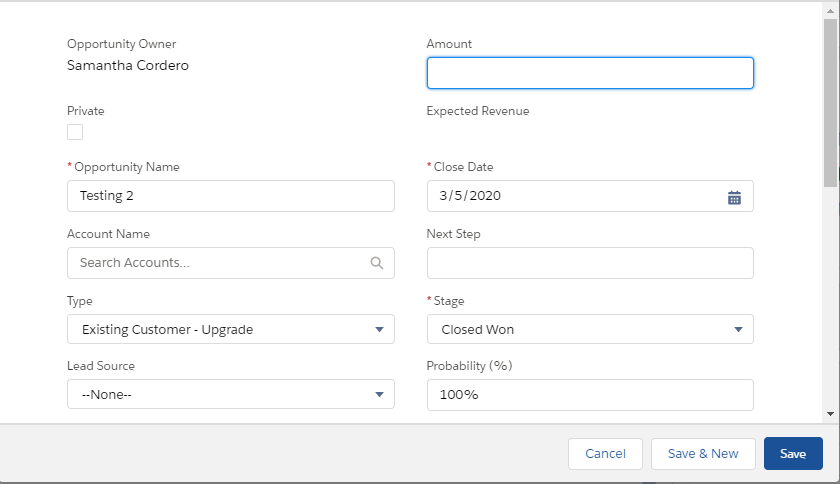 Opportunity Owner
Samantha Cordero
Amount
Private
Expected Revenue
* Opportunity Name
Testing 2
* Close Date
3/5/2020
Account Name
Search Accounts...
Next Step
Type
Existing Customer - Upgrade
* Stage
Closed Won
Lead Source
--None--
Probability (%)
100%
Cancel
Save & New
Save